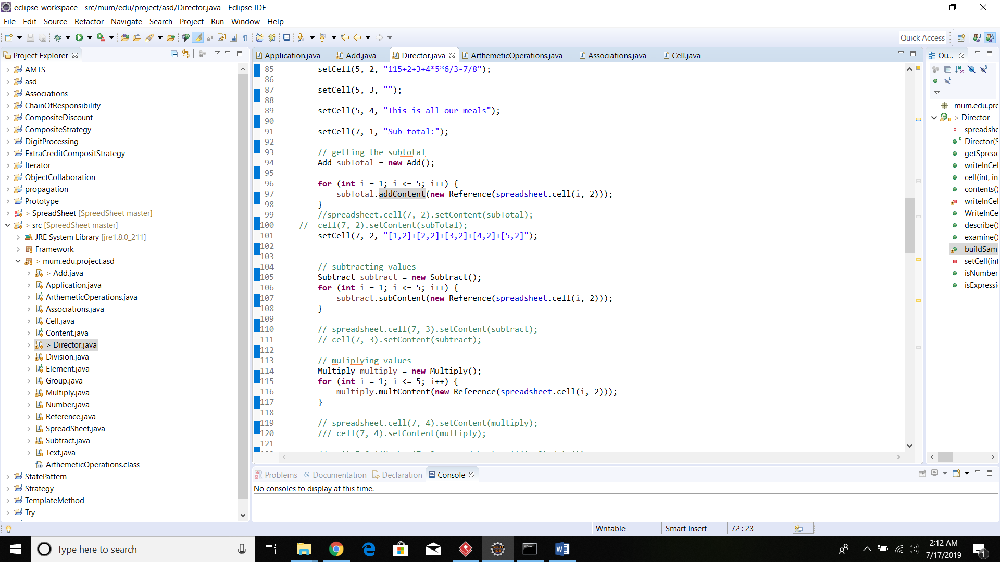 eclipse-workspace - src/mum/edu/project/asd/Director.java - Eclipse IDE
File Edit Source Refactor Navigate Search Project Run Window Help
Quick Access
Project Explorer
AMTS
asd
Associations
ChainOfResponsibility
CompositeDiscount
CompositeStrategy
DigitProcessing
ExtraCreditCompositStrategy
Iterator
ObjectCollaboration
propagation
Prototype
> SpreadSheet [SpreedSheet master]
> src [SpreedSheet master]
JRE System Library [jre1.8.0_211]
Framework
> mum.edu.project.asd
> Add.java
Application.java
ArthemeticOperations.java
Associations.java
Cell.java
Content.java
> Director.java
Division.java
Element.java
Group.java
Multiply.java
Number.java
Reference.java
SpreadSheet.java
Subtract.java
Text.java
ArthemeticOperations.class
StatePattern
Strategy
TemplateMethod
Try
Application.java Add.java Director.java ArthemeticOperations.java Associations.java Cell.java
85 setCell(5, 2, "115+2+3+4*5*6/3-7/8");
86
87 setCell(5, 3, "");
88
89 setCell(5, 4, "This is all our meals");
90
91 setCell(7, 1, "Sub-total:");
92
93 // getting the subtotal
94 Add subTotal = new Add();
95
96 for (int i = 1; i <= 5; i++) {
97 subTotal.addContent(new Reference(spreadsheet.cell(i, 2)));
98 }
99 //spreadsheet.cell(7, 2).setContent(subTotal);
100 // cell(7, 2).setContent(subTotal);
101 setCell(7, 2, "[1,2]+[2,2]+[3,2]+[4,2]+[5,2]");
102
103
104 // subtracting values
105 Subtract subtract = new Subtract();
106 for (int i = 1; i <= 5; i++) {
107 subtract.subContent(new Reference(spreadsheet.cell(i, 2)));
108 }
109
110 // spreadsheet.cell(7, 3).setContent(subtract);
111 // cell(7, 3).setContent(subtract);
112
113 // muliplying values
114 Multiply multiply = new Multiply();
115 for (int i = 1; i <= 5; i++) {
116 multiply.multContent(new Reference(spreadsheet.cell(i, 2)));
117 }
118
119 // spreadsheet.cell(7, 4).setContent(multiply);
120 /// cell(7, 4).setContent(multiply);
121
Ou...
mum.edu.prc
> Director
spreadshe
Director(S
getSpreac
writeInCel
cell(int, in
contents()
writeInCel
WriteInCe
describe()
examine()
buildSam
setCell(int
isNumber
isExpressi
Problems @ Documentation Declaration Console
No consoles to display at this time.
Writable Smart Insert 72 : 23
Type here to search
2:12 AM
7/17/2019
1